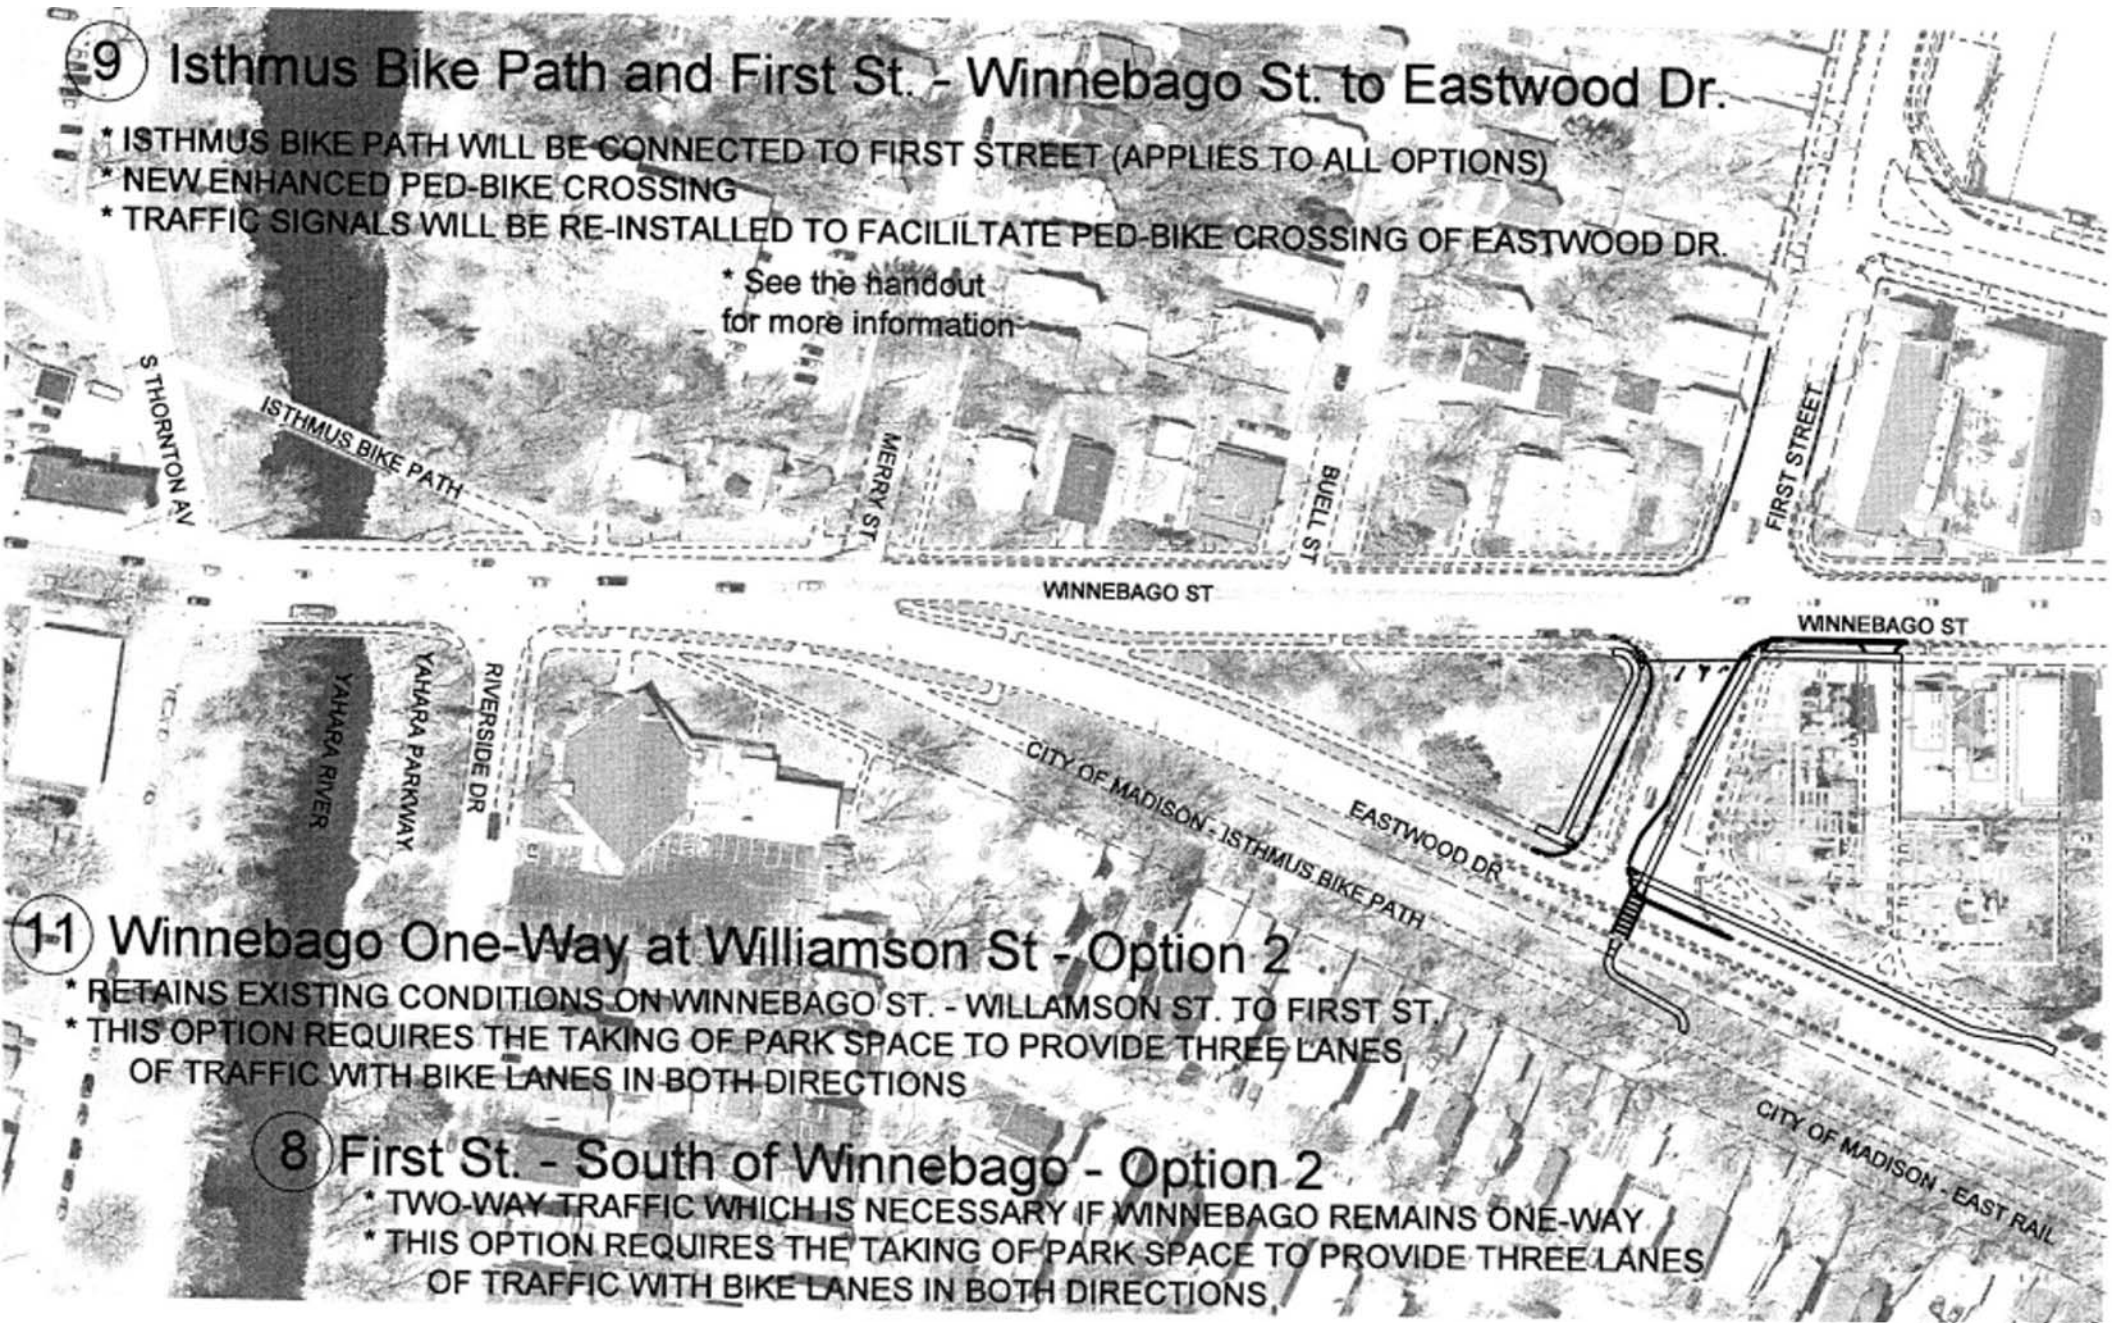 9 Isthmus Bike Path and First St. - Winnebago St. to Eastwood Dr.
* ISTHMUS BIKE PATH WILL BE CONNECTED TO FIRST STREET (APPLIES TO ALL OPTIONS)
* NEW ENHANCED PED-BIKE CROSSING
* TRAFFIC SIGNALS WILL BE RE-INSTALLED TO FACILILTATE PED-BIKE CROSSING OF EASTWOOD DR.
* See the handout
for more information
S THORNTON AV
ISTHMUS BIKE PATH
MERRY ST
BUELL ST
FIRST STREET
WINNEBAGO ST
WINNEBAGO ST
YAHARA RIVER
YAHARA PARKWAY
RIVERSIDE DR
CITY OF MADISON - ISTHMUS BIKE PATH
EASTWOOD DR
11 Winnebago One-Way at Williamson St - Option 2
* RETAINS EXISTING CONDITIONS ON WINNEBAGO ST. - WILLAMSON ST. TO FIRST ST.
* THIS OPTION REQUIRES THE TAKING OF PARK SPACE TO PROVIDE THREE LANES
OF TRAFFIC WITH BIKE LANES IN BOTH DIRECTIONS
CITY OF MADISON - EAST RAIL
8 First St. - South of Winnebago - Option 2
* TWO-WAY TRAFFIC WHICH IS NECESSARY IF WINNEBAGO REMAINS ONE-WAY
* THIS OPTION REQUIRES THE TAKING OF PARK SPACE TO PROVIDE THREE LANES
OF TRAFFIC WITH BIKE LANES IN BOTH DIRECTIONS